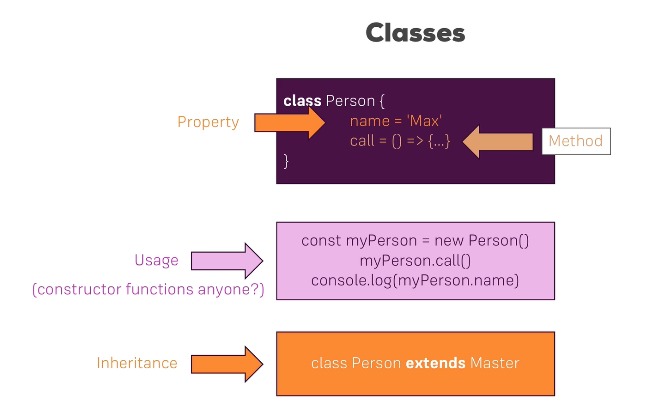 Classes
class Person {
Property
name = 'Max'
call = () => {...}
Method
}
Usage
(constructor functions anyone?)
const myPerson = new Person()
myPerson.call()
console.log(myPerson.name)
Inheritance
class Person extends Master